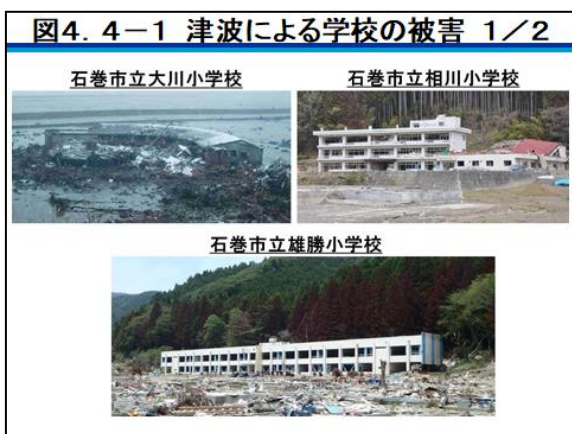 図4.4－1 津波による学校の被害 1／2
石巻市立大川小学校
石巻市立相川小学校
石巻市立雄勝小学校